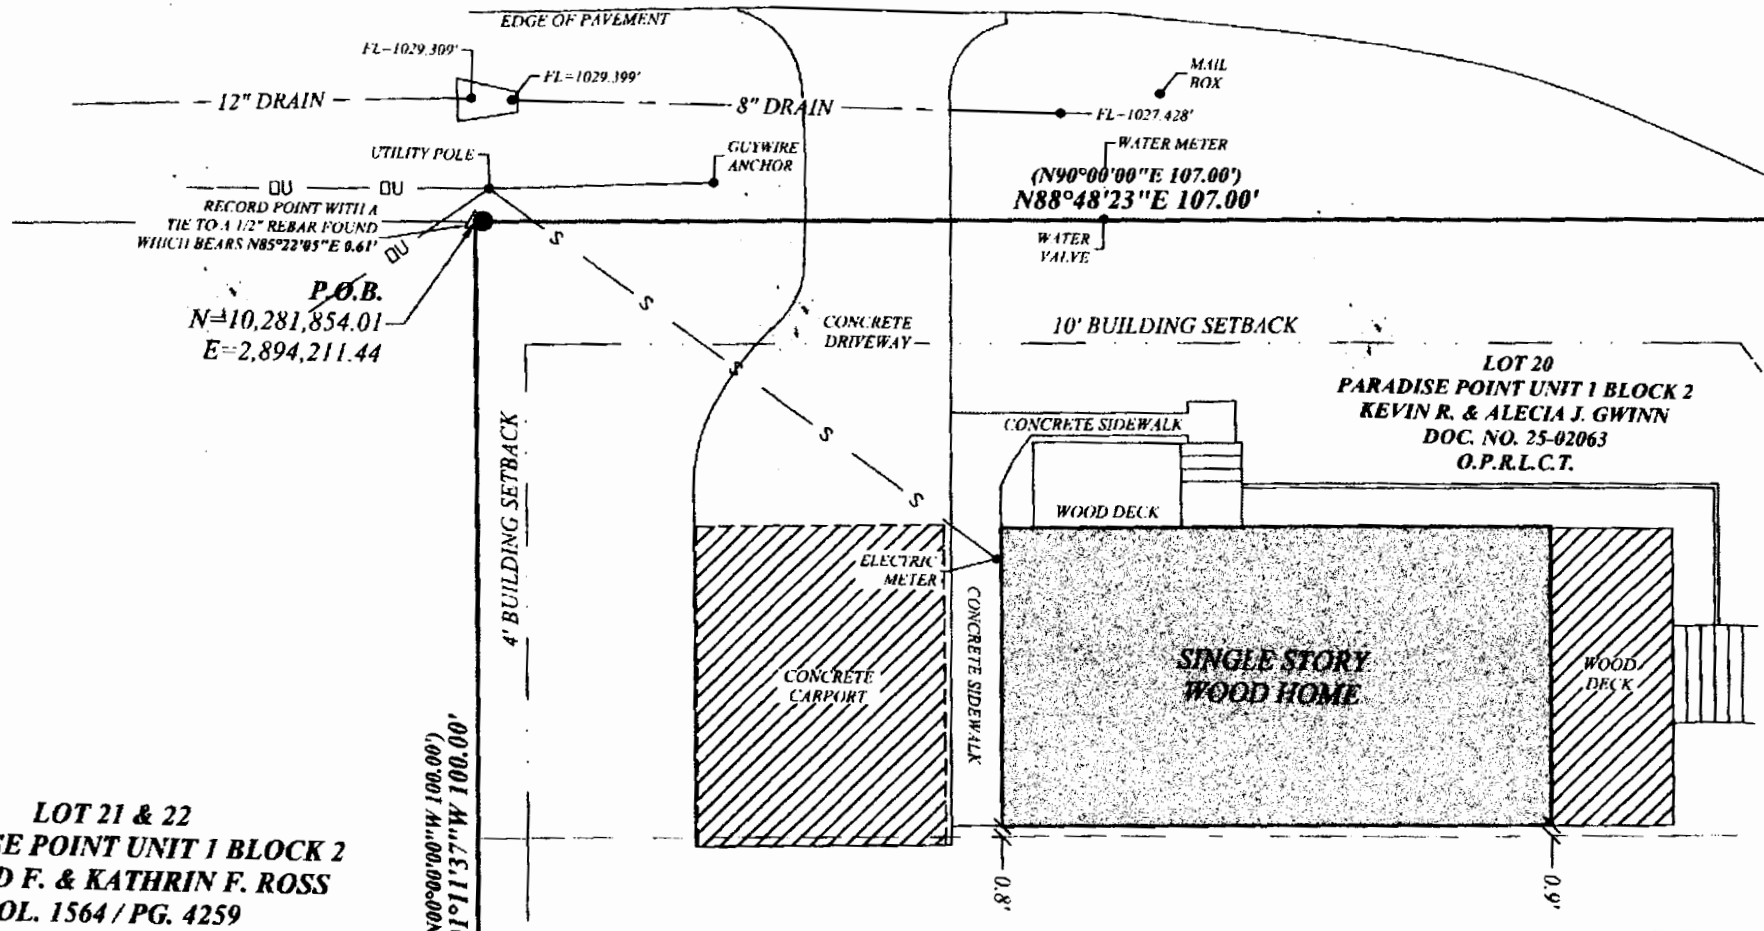 EDGE OF PAVEMENT
FL=1029.309'
FL=1029.399'
MAIL
BOX
12" DRAIN
8" DRAIN
FL=1027.428'
UTILITY POLE
GUYWIRE
ANCHOR
WATER METER
(N90°00'00"E 107.00')
N88°48'23"E 107.00'
OU
OU
RECORD POINT WITH A
TIE TO A 1/2" REBAR FOUND
WHICH BEARS N85°22'05"E 0.61'
OU
S
WATER
VALVE
P.O.B.
N=10,281,854.01
E=2,894,211.44
S
CONCRETE
DRIVEWAY
10' BUILDING SETBACK
S
LOT 20
PARADISE POINT UNIT 1 BLOCK 2
KEVIN R. & ALECIA J. GWINN
DOC. NO. 25-02063
O.P.R.L.C.T.
4' BUILDING SETBACK
S
CONCRETE SIDEWALK
S
WOOD DECK
ELECTRIC
METER
CONCRETE SIDEWALK
CONCRETE
CARPORT
SINGLE STORY
WOOD HOME
WOOD
DECK
1°11'37"W 100.00'
00°00'00"W 100.00')
LOT 21 & 22
SE POINT UNIT 1 BLOCK 2
D F. & KATHRIN F. ROSS
OL. 1564 / PG. 4259
0.8'
0.9'